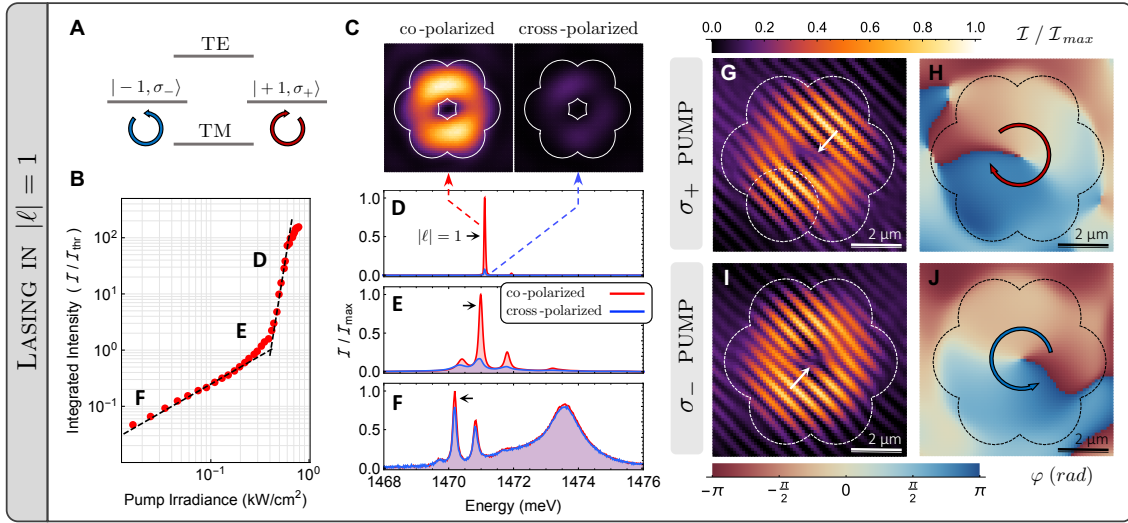 LASING IN |ℓ| = 1
A
TE
|−1, σ−⟩
|+1, σ+⟩
TM
B
Integrated Intensity ( I / I_thr )
10²
10¹
10⁰
10⁻¹
D
E
F
10⁻¹
10⁰
Pump Irradiance (kW/cm²)
C
co-polarized
cross-polarized
D
1.0
0.5
0.0
|ℓ| = 1
E
1.0
0.5
0.0
co-polarized
cross-polarized
I / I_max
F
1.0
0.5
0.0
1468
1470
1472
1474
1476
Energy (meV)
0.0
0.2
0.4
0.6
0.8
1.0
I / I_max
σ+ PUMP
G
2 µm
H
2 µm
σ− PUMP
I
2 µm
J
2 µm
−π
−π/2
0
π/2
π
φ (rad)